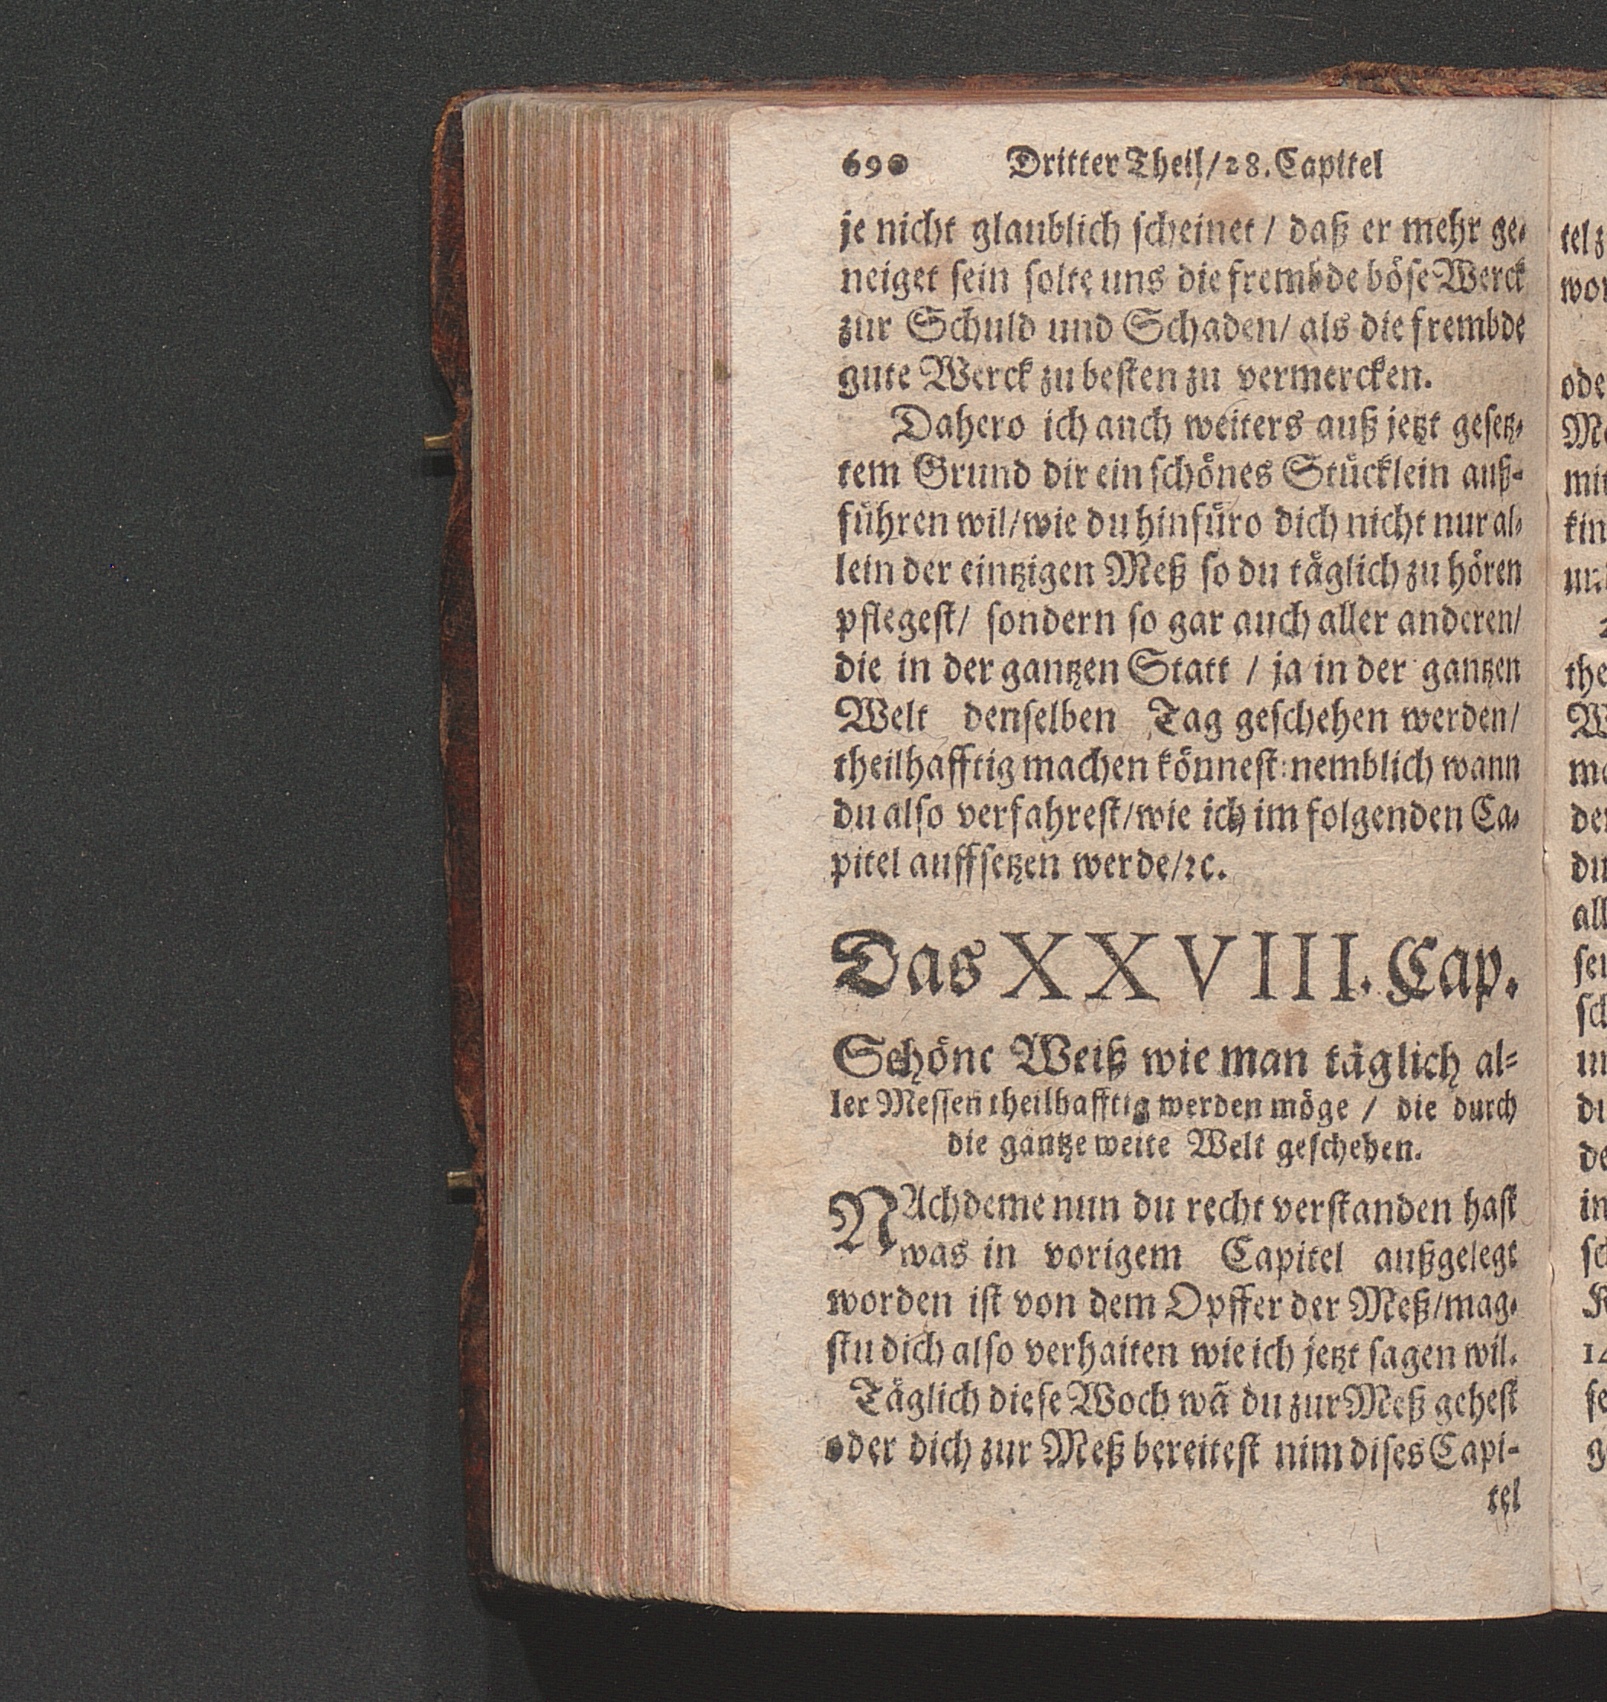 690 Dritter Theil/28. Capittel
je nicht glaublich scheinet / daß er mehr ge-
neiget sein solte uns die frembde böse Werck
zur Schuld und Schaden/ als die frembde
gute Werck zu besten zu vermercken.
Dahero ich auch weiters auß jetzt gesetz-
tem Grund dir ein schönes Stücklein auß-
führen wil/wie du hinfüro dich nicht nur al-
lein der eintzigen Meß so du täglich zu hören
pflegest/ sondern so gar auch aller anderen/
die in der gantzen Statt / ja in der gantzen
Welt denselben Tag geschehen werden/
theilhafftig machen könnest: nemblich wann
du also verfahrest/wie ich im folgenden Ca-
pitel auffsetzen werde/ꝛc.
Das XXVIII. Cap.
Schöne Weiß wie man täglich al-
ler Messen theilhafftig werden möge / die durch
die gantze weite Welt geschehen.
NAchdeme nun du recht verstanden hast
was in vorigem Capitel außgelegt
worden ist von dem Opffer der Meß/mag-
stu dich also verhalten wie ich jetzt sagen wil.
Täglich diese Woch wã du zur Meß gehest
oder dich zur Meß bereitest nim dises Capi-
tel